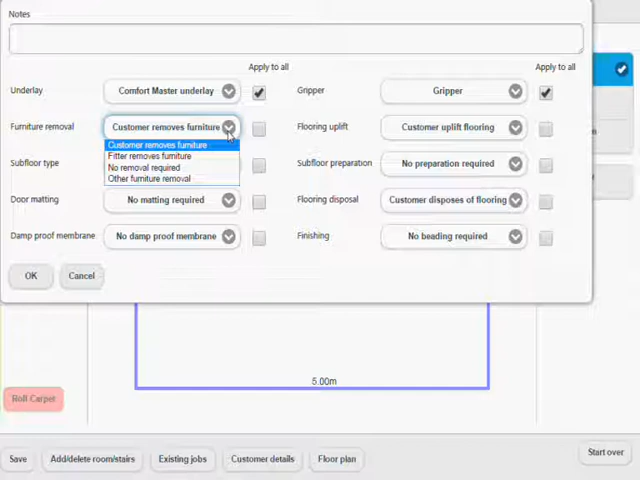 Notes
Apply to all
Apply to all
Underlay
Comfort Master underlay
Gripper
Gripper
Furniture removal
Customer removes furniture
Flooring uplift
Customer uplift flooring
Customer removes furniture
Fitter removes furniture
No removal required
Other furniture removal
Subfloor type
Subfloor preparation
No preparation required
Door matting
No matting required
Flooring disposal
Customer disposes of flooring
Damp proof membrane
No damp proof membrane
Finishing
No beading required
OK
Cancel
5.00m
Roll Carpet
Save
Add/delete room/stairs
Existing jobs
Customer details
Floor plan
Start over